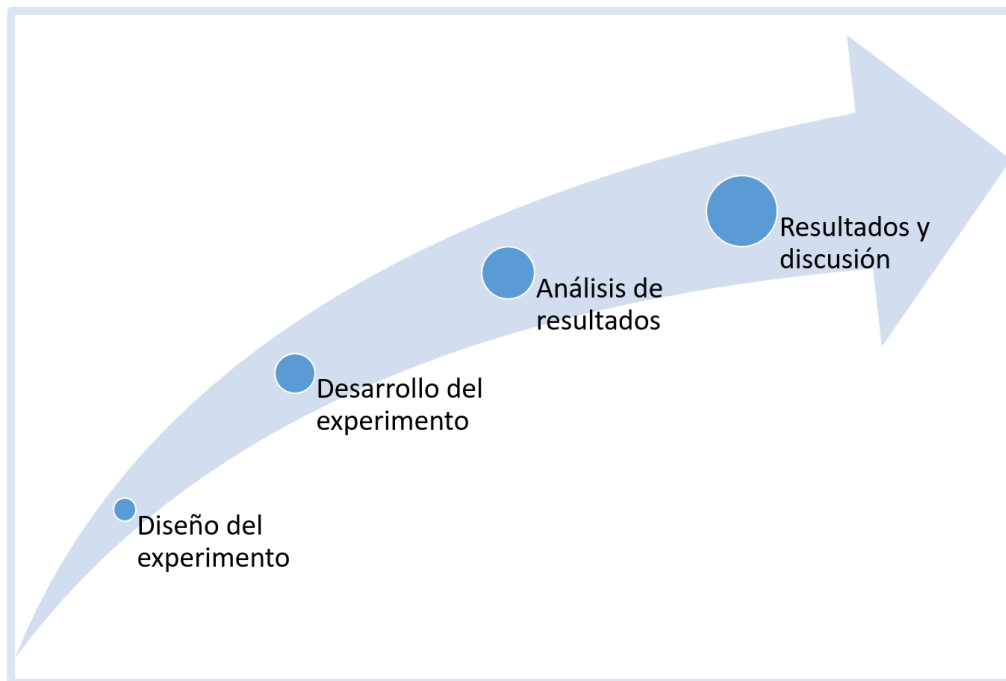 Diseño del
experimento
Desarrollo del
experimento
Análisis de
resultados
Resultados y
discusión